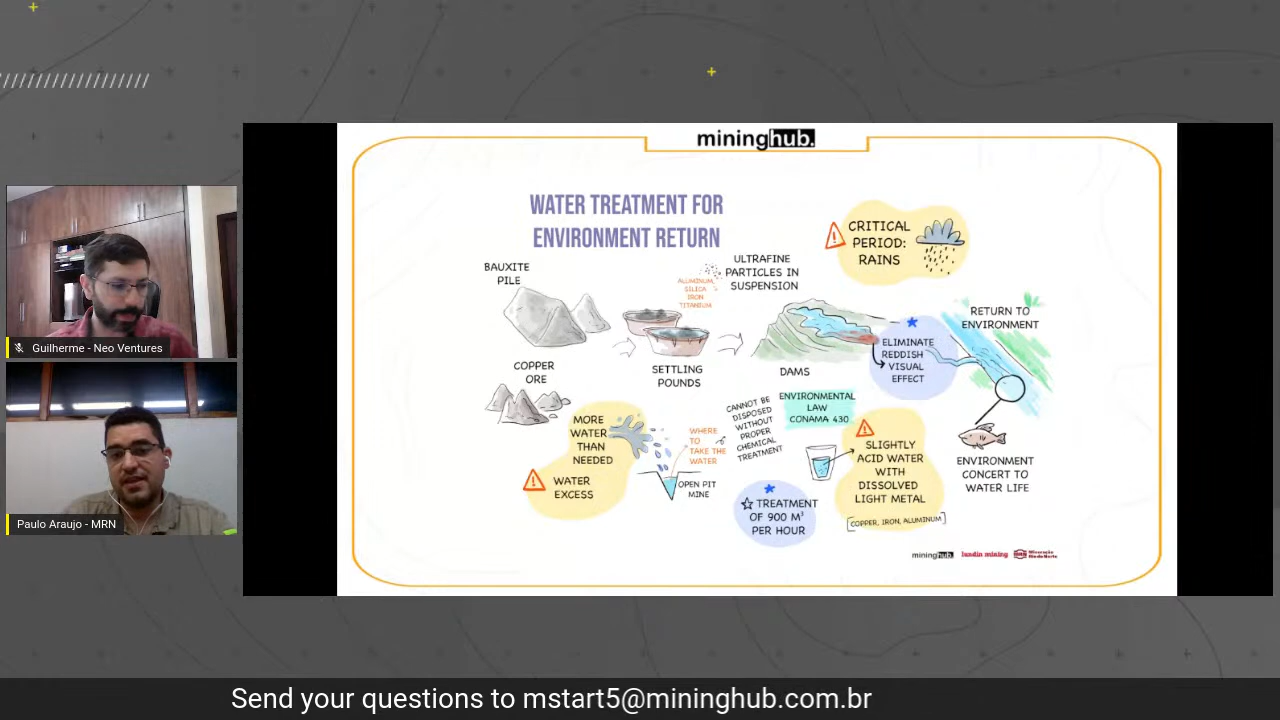 mininghub.
WATER TREATMENT FOR
ENVIRONMENT RETURN
CRITICAL
PERIOD:
RAINS
BAUXITE
PILE
ALUMINUM,
SILICA
IRON
TITANIUM
ULTRAFINE
PARTICLES IN
SUSPENSION
RETURN TO
ENVIRONMENT
ELIMINATE
REDDISH
VISUAL
EFFECT
COPPER
ORE
SETTLING
POUNDS
DAMS
MORE
WATER
THAN
NEEDED
WATER
EXCESS
WHERE
TO
TAKE THE
WATER
OPEN PIT
MINE
CANNOT BE
DISPOSED
WITHOUT
PROPER
CHEMICAL
TREATMENT
ENVIRONMENTAL
LAW
CONAMA 430
SLIGHTLY
ACID WATER
WITH
DISSOLVED
LIGHT METAL
[COPPER, IRON, ALUMINUM]
ENVIRONMENT
CONCERT TO
WATER LIFE
TREATMENT
OF 900 M³
PER HOUR
mininghub. lundin mining MRN Mineração Rio do Norte
Guilherme - Neo Ventures
Paulo Araujo - MRN
Send your questions to mstart5@mininghub.com.br